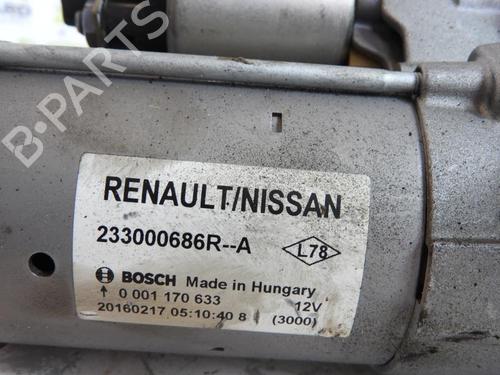 B-PARTS
RENAULT/NISSAN
233000686R--A L78
BOSCH Made in Hungary
↑ 0 001 170 633 12V
20160217 05:10:40 8 (3000)